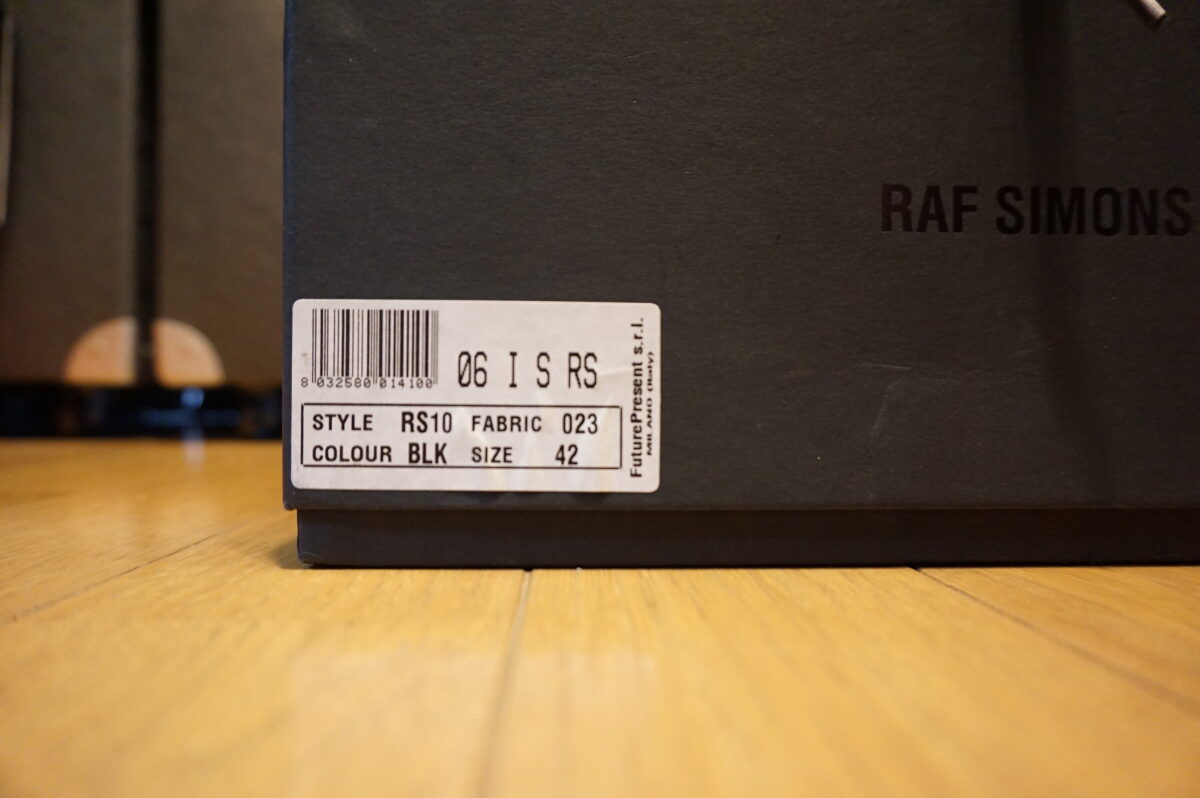 RAF SIMONS
8 032580 014100
06 I S RS
STYLE RS10 FABRIC 023
COLOUR BLK SIZE 42
FuturePresent s.r.l.
MILANO (Italy)